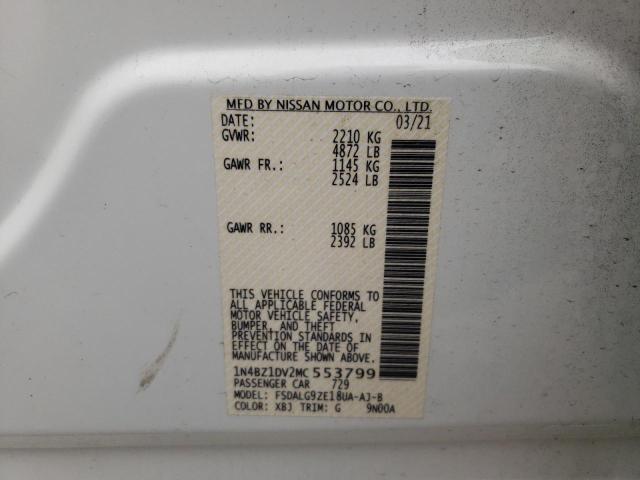 MFD BY NISSAN MOTOR CO., LTD.
DATE: 03/21
GVWR: 2210 KG
4872 LB
GAWR FR.: 1145 KG
2524 LB
GAWR RR.: 1085 KG
2392 LB
THIS VEHICLE CONFORMS TO
ALL APPLICABLE FEDERAL
MOTOR VEHICLE SAFETY,
BUMPER, AND THEFT
PREVENTION STANDARDS IN
EFFECT ON THE DATE OF
MANUFACTURE SHOWN ABOVE.
1N4BZ1DV2MC 553799
PASSENGER CAR 729
MODEL: FSDALG9ZE18UA-AJ-B
COLOR: XBJ TRIM: G 9N00A